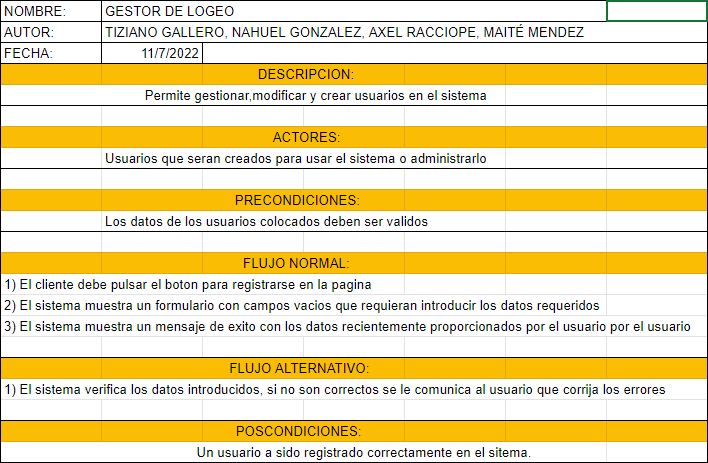 NOMBRE: GESTOR DE LOGEO
AUTOR: TIZIANO GALLERO, NAHUEL GONZALEZ, AXEL RACCIOPE, MAITÉ MENDEZ
FECHA: 11/7/2022
DESCRIPCION:
Permite gestionar,modificar y crear usuarios en el sistema
ACTORES:
Usuarios que seran creados para usar el sistema o administrarlo
PRECONDICIONES:
Los datos de los usuarios colocados deben ser validos
FLUJO NORMAL:
1) El cliente debe pulsar el boton para registrarse en la pagina
2) El sistema muestra un formulario con campos vacios que requieran introducir los datos requeridos
3) El sistema muestra un mensaje de exito con los datos recientemente proporcionados por el usuario por el usuario
FLUJO ALTERNATIVO:
1) El sistema verifica los datos introducidos, si no son correctos se le comunica al usuario que corrija los errores
POSCONDICIONES:
Un usuario a sido registrado correctamente en el sitema.